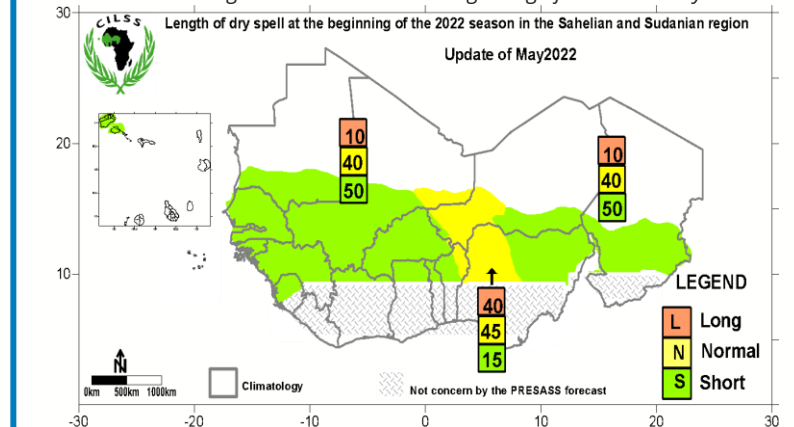 CILSS
Length of dry spell at the beginning of the 2022 season in the Sahelian and Sudanian region
Update of May2022
30
20
10
10
40
50
10
40
50
40
45
15
LEGEND
L Long
N Normal
S Short
N
0km 500km 1000km
Climatology
Not concern by the PRESASS forecast
-30 -20 -10 0 10 20 30